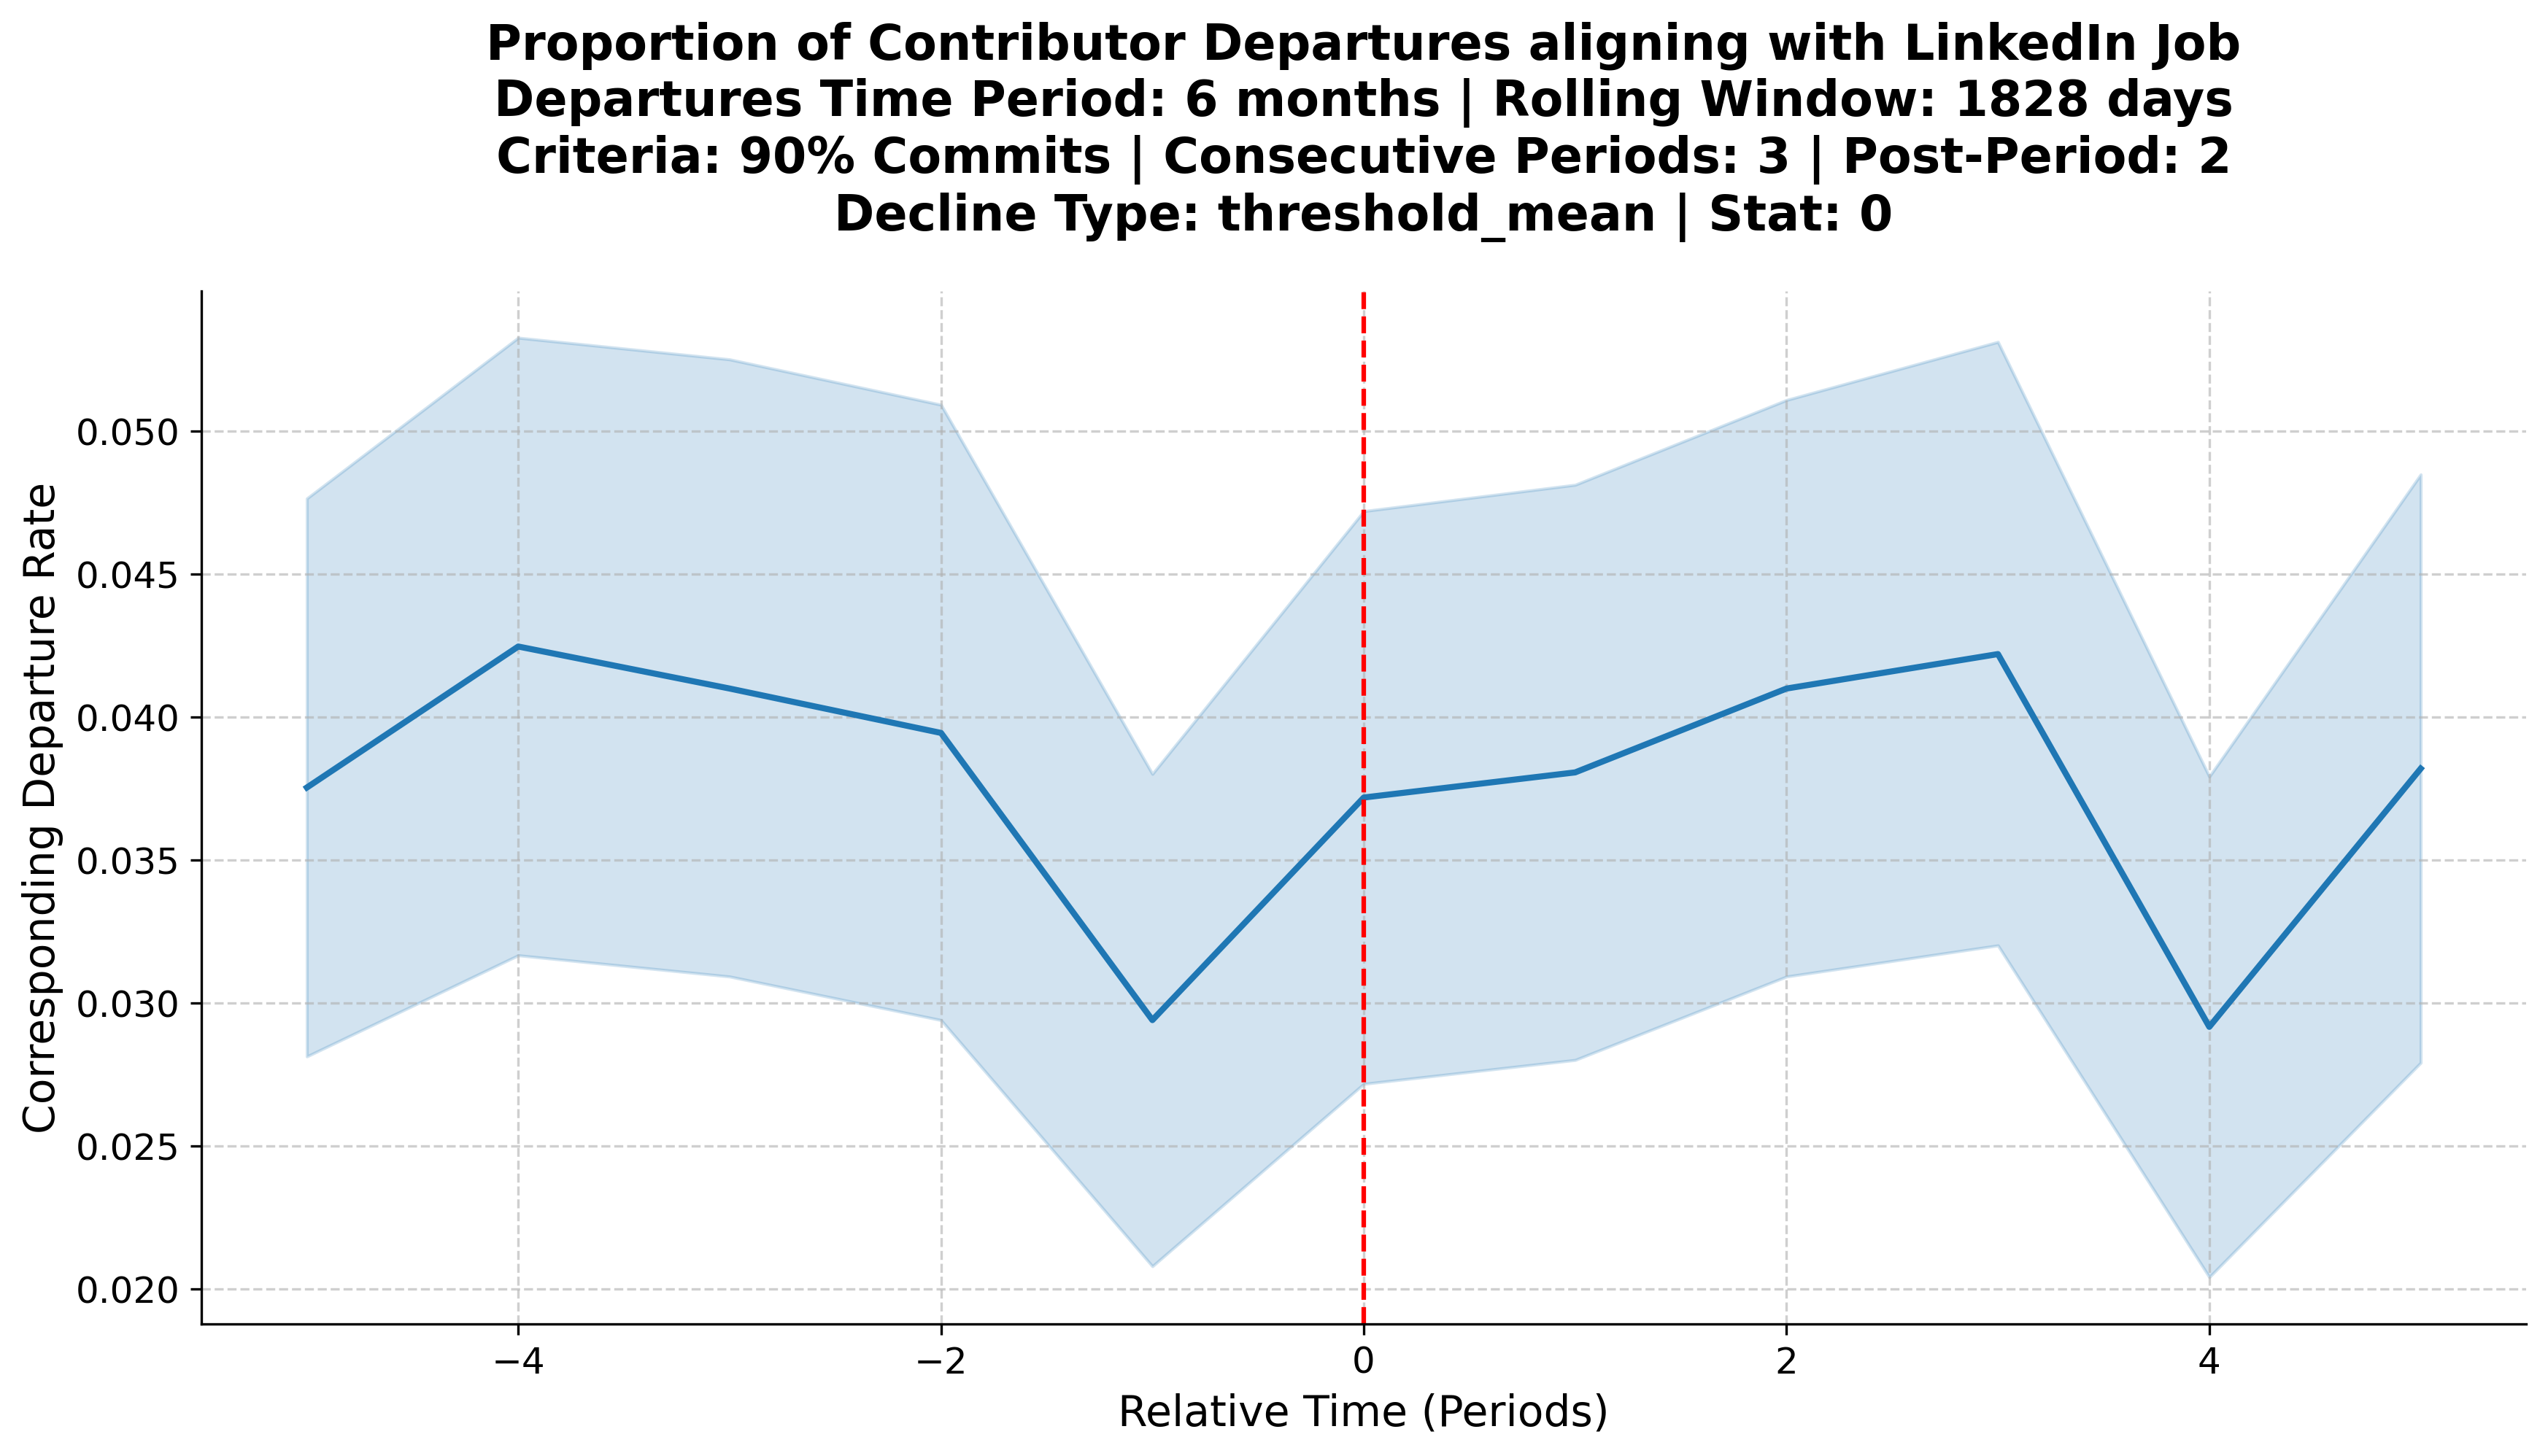 Proportion of Contributor Departures aligning with LinkedIn Job
Departures Time Period: 6 months | Rolling Window: 1828 days
Criteria: 90% Commits | Consecutive Periods: 3 | Post-Period: 2
Decline Type: threshold_mean | Stat: 0
Corresponding Departure Rate
0.050
0.045
0.040
0.035
0.030
0.025
0.020
−4
−2
0
2
4
Relative Time (Periods)